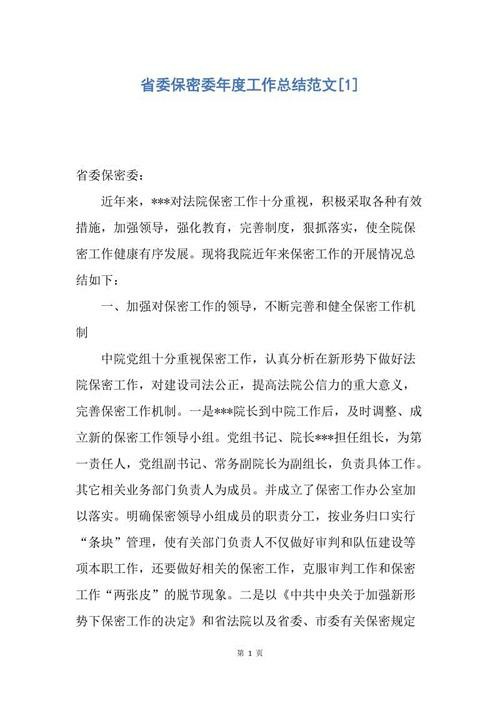 省委保密委年度工作总结范文[1]
省委保密委：
近年来，***对法院保密工作十分重视，积极采取各种有效
措施，加强领导，强化教育，完善制度，狠抓落实，使全院保
密工作健康有序发展。现将我院近年来保密工作的开展情况总
结如下：
一、加强对保密工作的领导，不断完善和健全保密工作机
制
中院党组十分重视保密工作，认真分析在新形势下做好法
院保密工作，对建设司法公正，提高法院公信力的重大意义，
完善保密工作机制。一是***院长到中院工作后，及时调整、成
立新的保密工作领导小组。党组书记、院长***担任组长，为第
一责任人，党组副书记、常务副院长为副组长，负责具体工作。
其它相关业务部门负责人为成员。并成立了保密工作办公室加
以落实。明确保密领导小组成员的职责分工，按业务归口实行
“条块”管理，使有关部门负责人不仅做好审判和队伍建设等
项本职工作，还要做好相关的保密工作，克服审判工作和保密
工作“两张皮”的脱节现象。二是以《中共中央关于加强新形
势下保密工作的决定》和省法院以及省委、市委有关保密规定
第 1 页